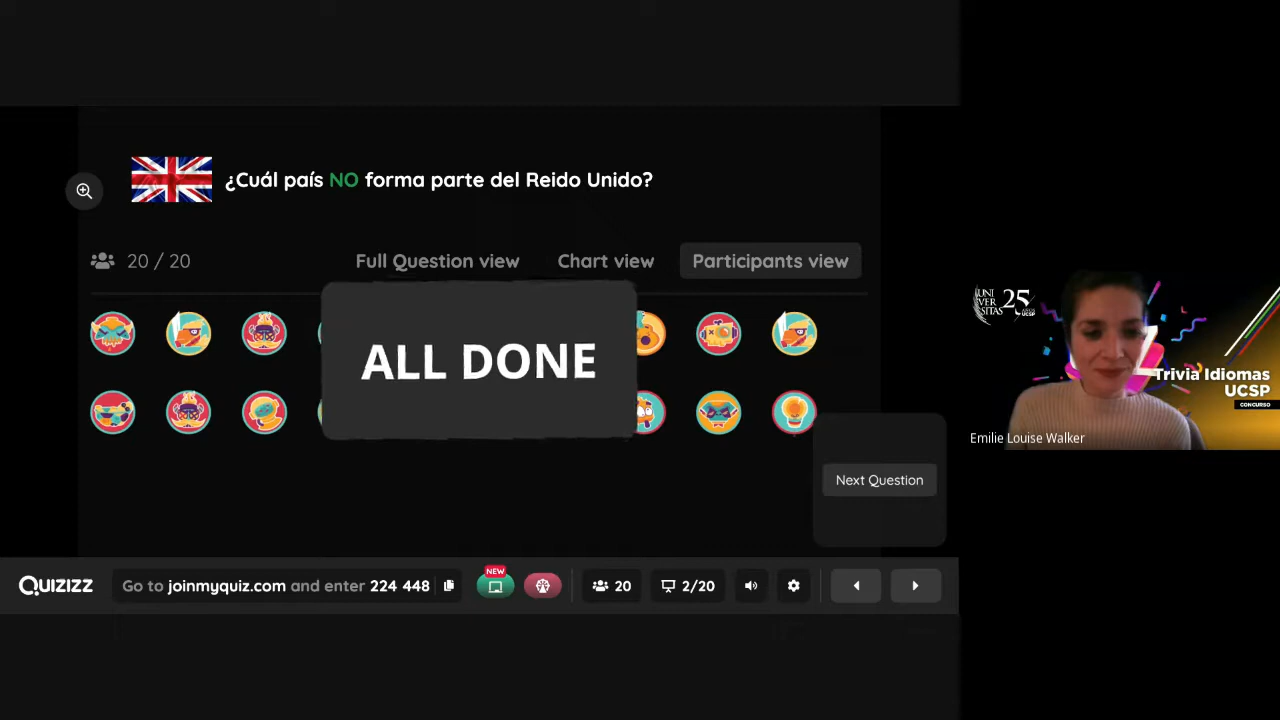 ¿Cuál país NO forma parte del Reido Unido?
20 / 20
Full Question view
Chart view
Participants view
ALL DONE
Next Question
UNI
VER
SITAS
25
AÑOS
UCSP
Trivia Idiomas
UCSP
CONCURSO
Emilie Louise Walker
QUIZIZZ
Go to joinmyquiz.com and enter 224 448
NEW
20
2/20